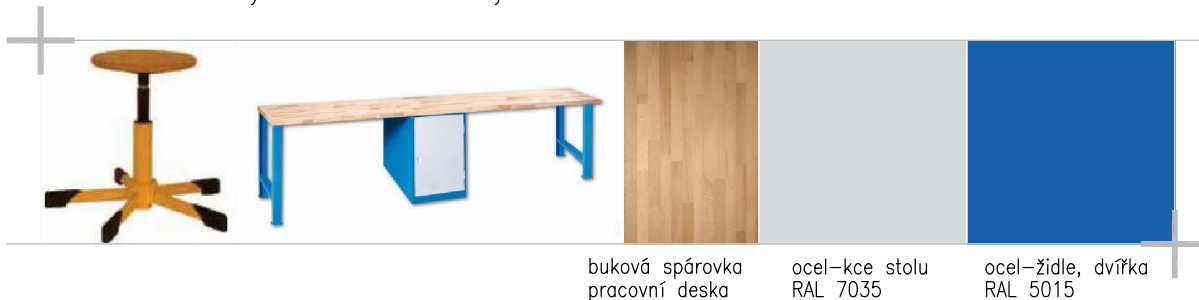 buková spárovka
pracovní deska
ocel-kce stolu
RAL 7035
ocel-židle, dvířka
RAL 5015